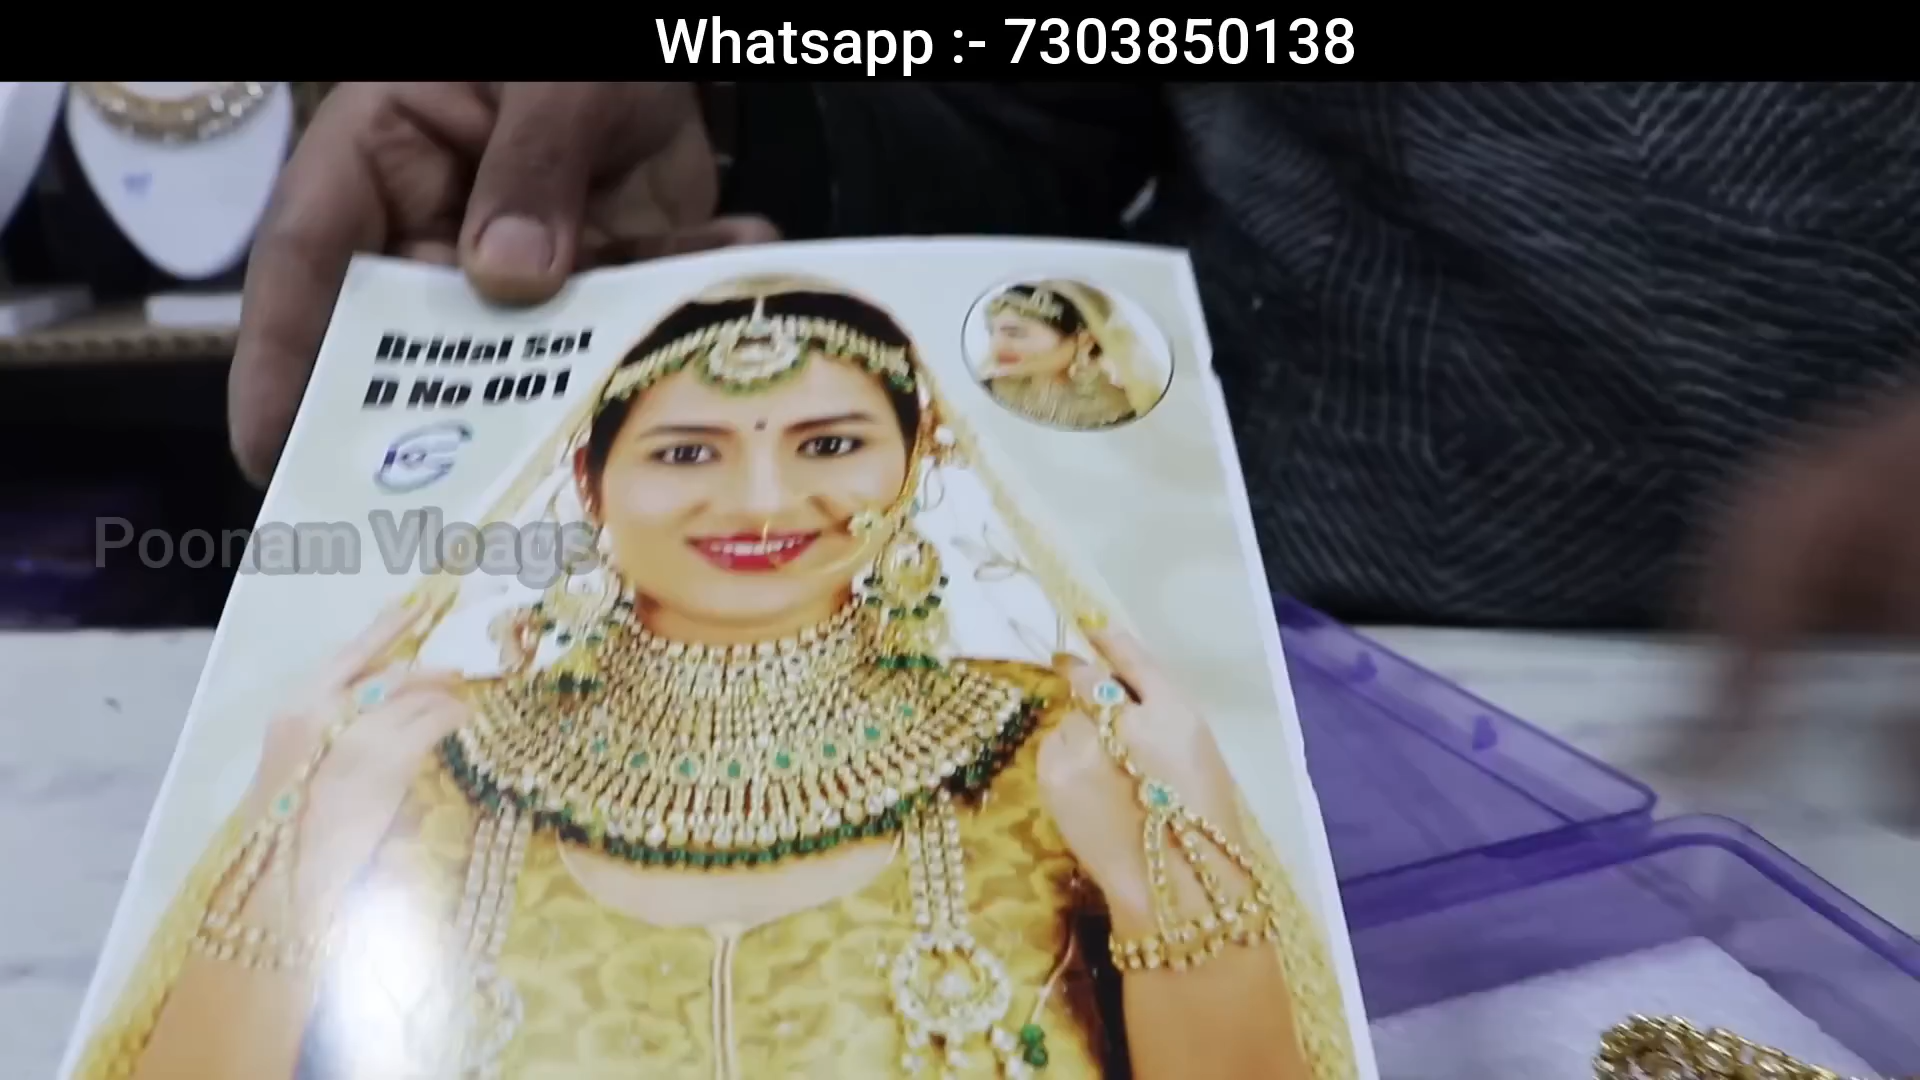 Whatsapp :- 7303850138
Bridal Set
D No 001
Poonam Vloags